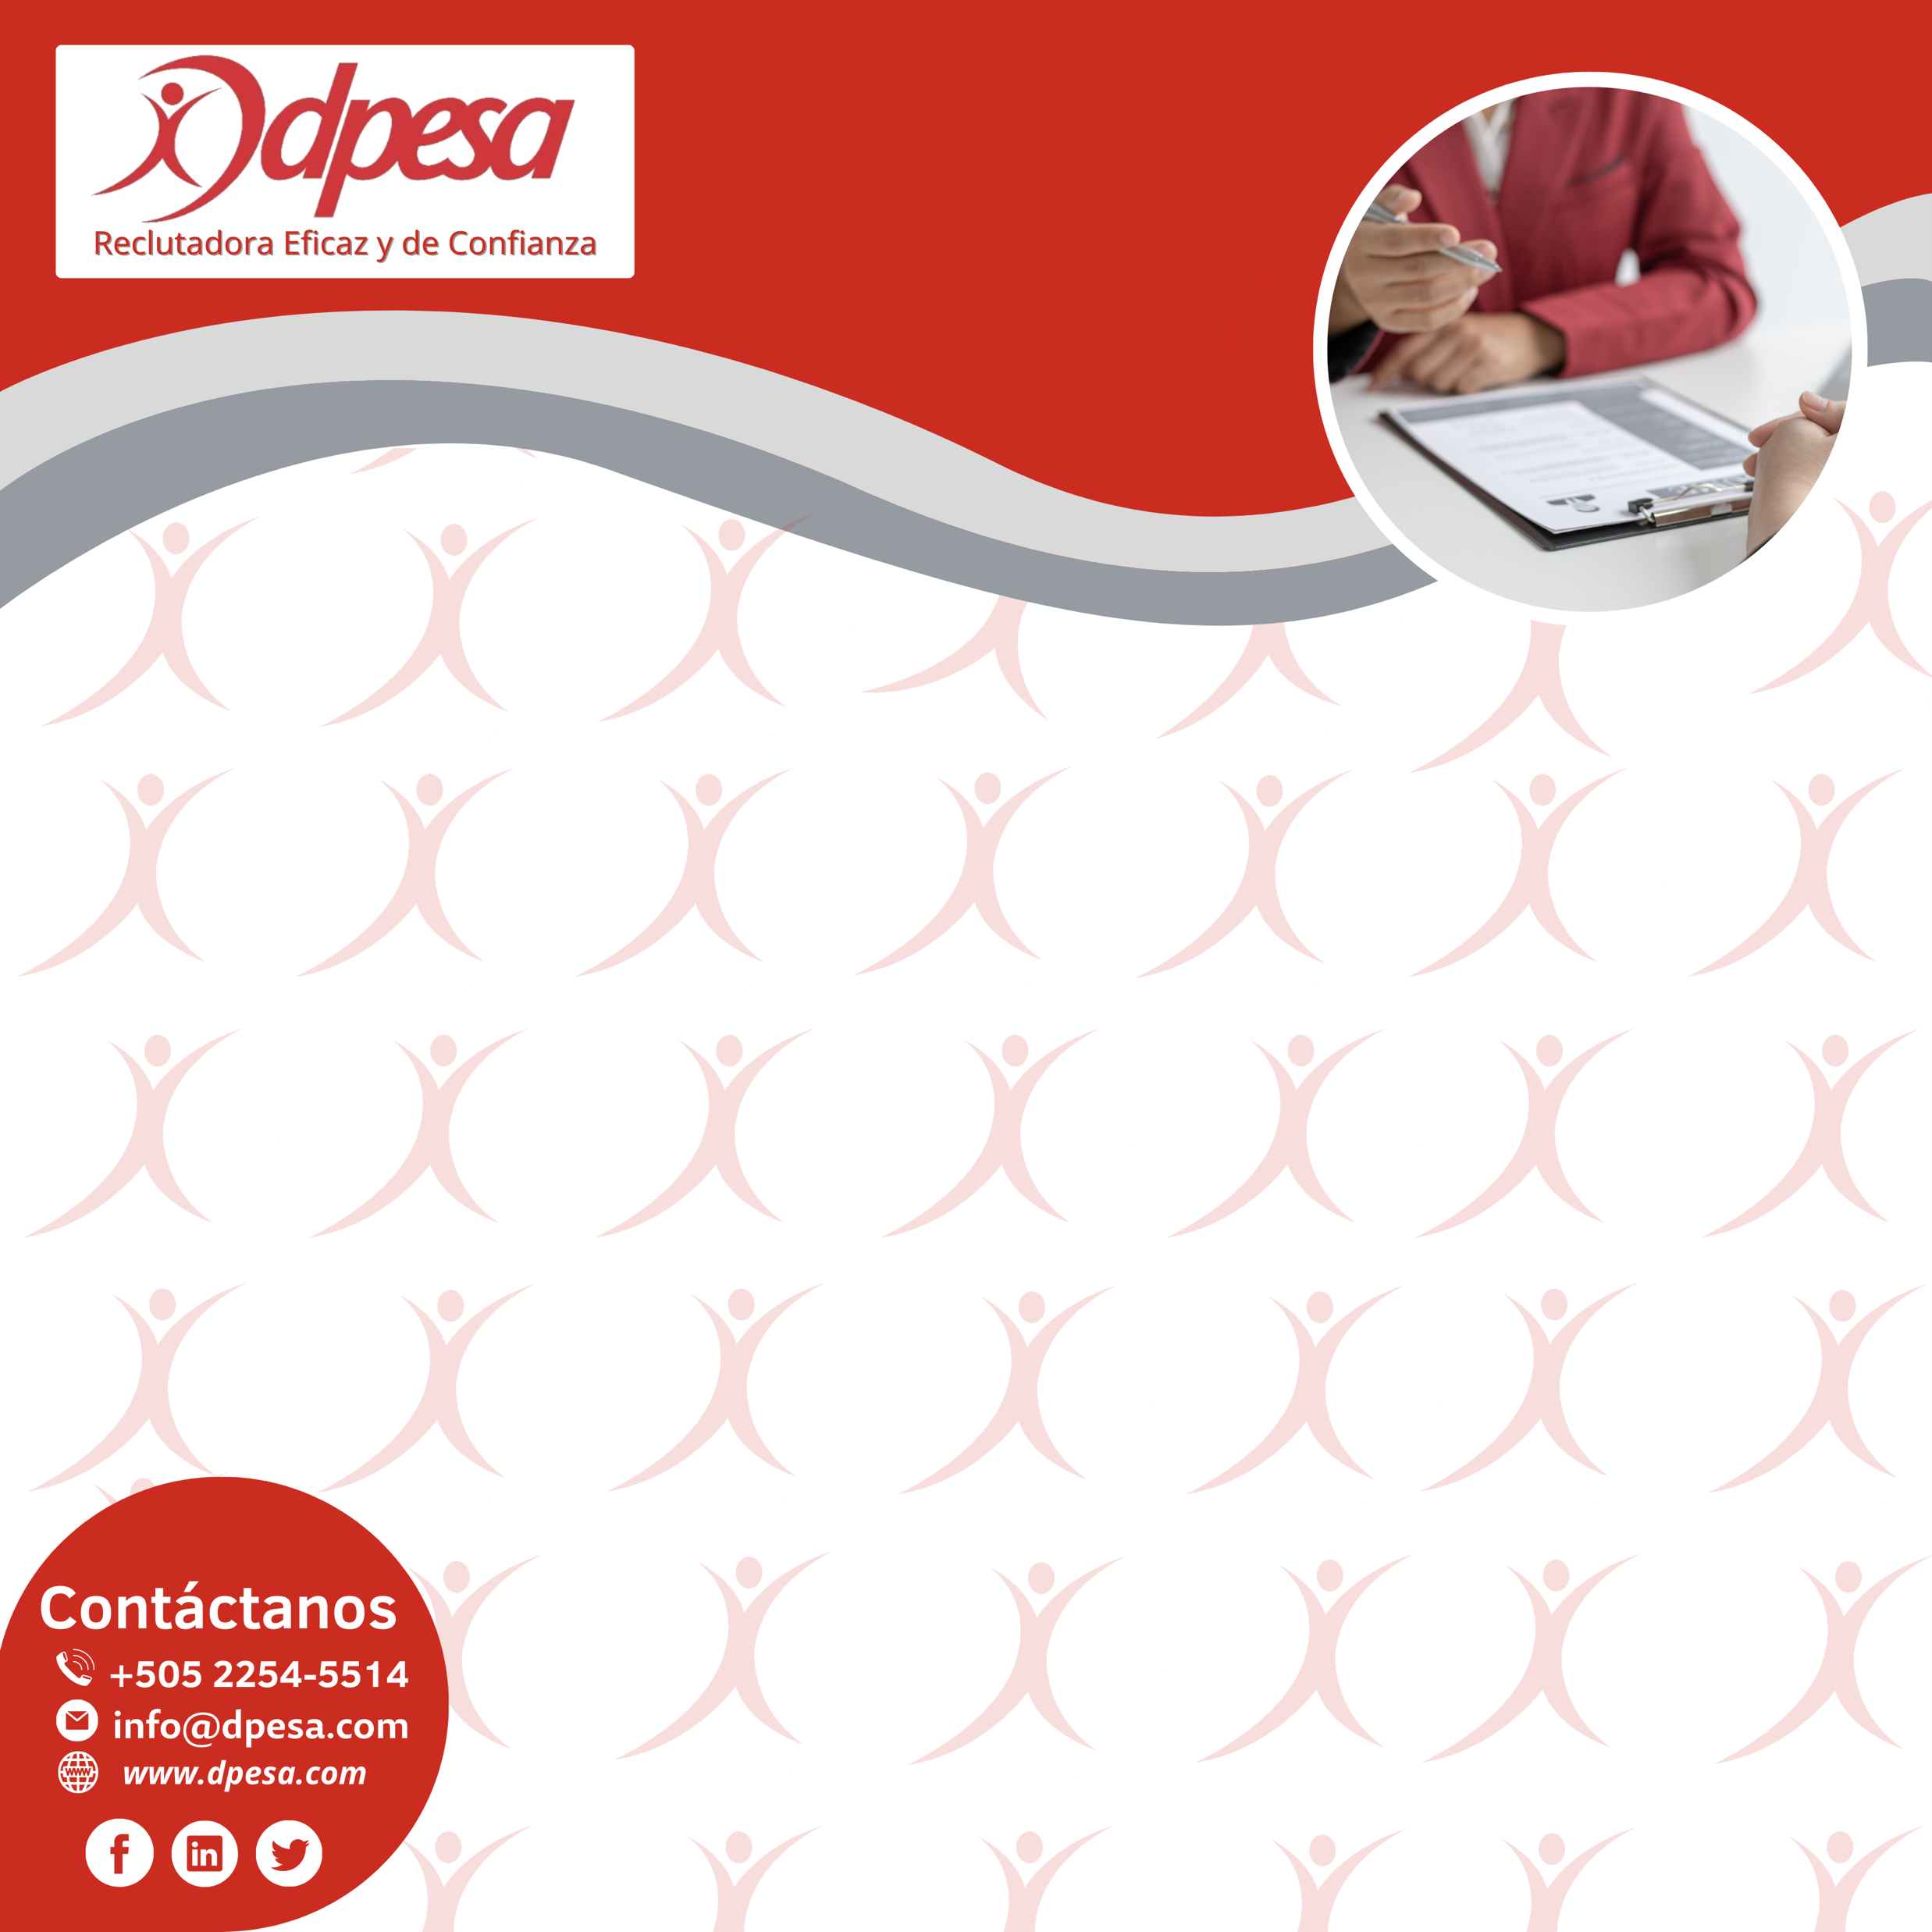 dpesa
Reclutadora Eficaz y de Confianza
Contáctanos
+505 2254-5514
info@dpesa.com
www.dpesa.com